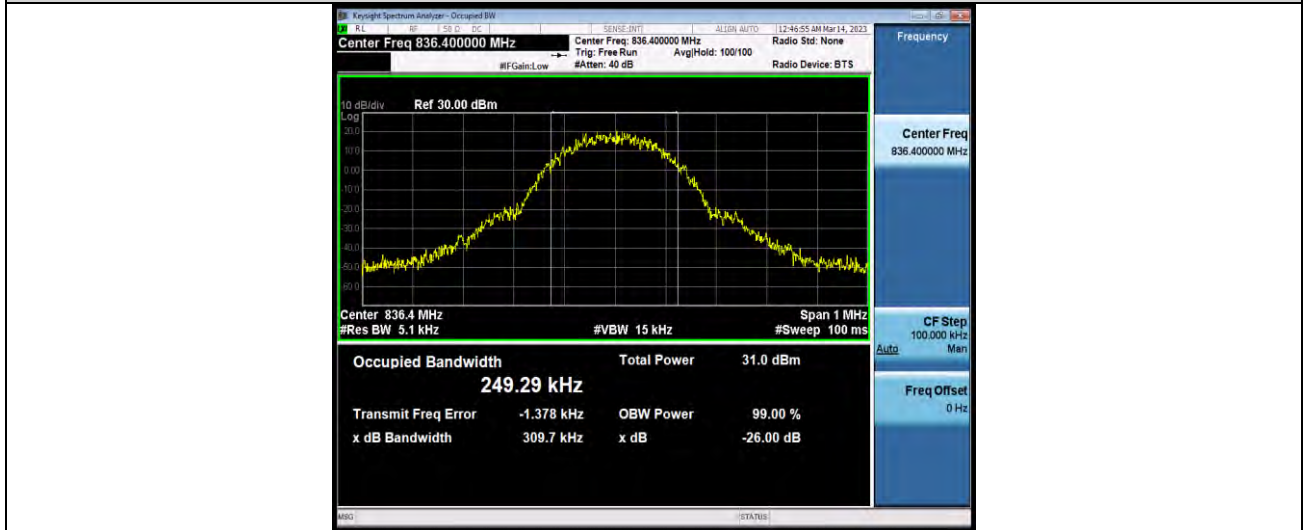 Keysight Spectrum Analyzer - Occupied BW
RL RF 50 Ω DC SENSE:INT ALIGN AUTO 12:46:55 AM Mar 14, 2023
Center Freq 836.400000 MHz
Center Freq: 836.400000 MHz Radio Std: None
Trig: Free Run Avg|Hold: 100/100
#IFGain:Low #Atten: 40 dB Radio Device: BTS
10 dB/div Ref 30.00 dBm
Log
20.0
10.0
0.00
-10.0
-20.0
-30.0
-40.0
-50.0
-60.0
Center 836.4 MHz Span 1 MHz
#Res BW 5.1 kHz #VBW 15 kHz #Sweep 100 ms
Occupied Bandwidth Total Power 31.0 dBm
249.29 kHz
Transmit Freq Error -1.378 kHz OBW Power 99.00 %
x dB Bandwidth 309.7 kHz x dB -26.00 dB
MSG STATUS
Frequency
Center Freq
836.400000 MHz
CF Step
100.000 kHz
Auto Man
Freq Offset
0 Hz